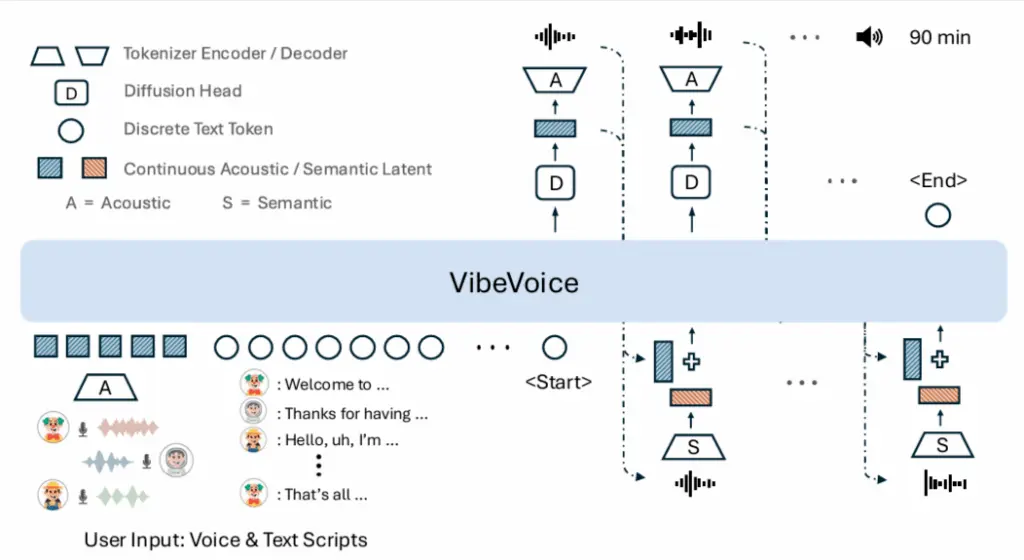 Tokenizer Encoder / Decoder
D
Diffusion Head
Discrete Text Token
Continuous Acoustic / Semantic Latent
A = Acoustic S = Semantic
90 min
A
A
D
D
<End>
VibeVoice
<Start>
A
: Welcome to ...
: Thanks for having ...
: Hello, uh, I'm ...
: That's all ...
S
S
User Input: Voice & Text Scripts